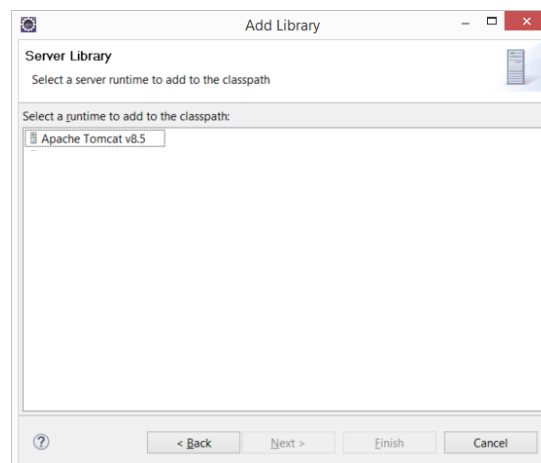 Add Library
Server Library
Select a server runtime to add to the classpath
Select a runtime to add to the classpath:
Apache Tomcat v8.5
< Back Next > Finish Cancel